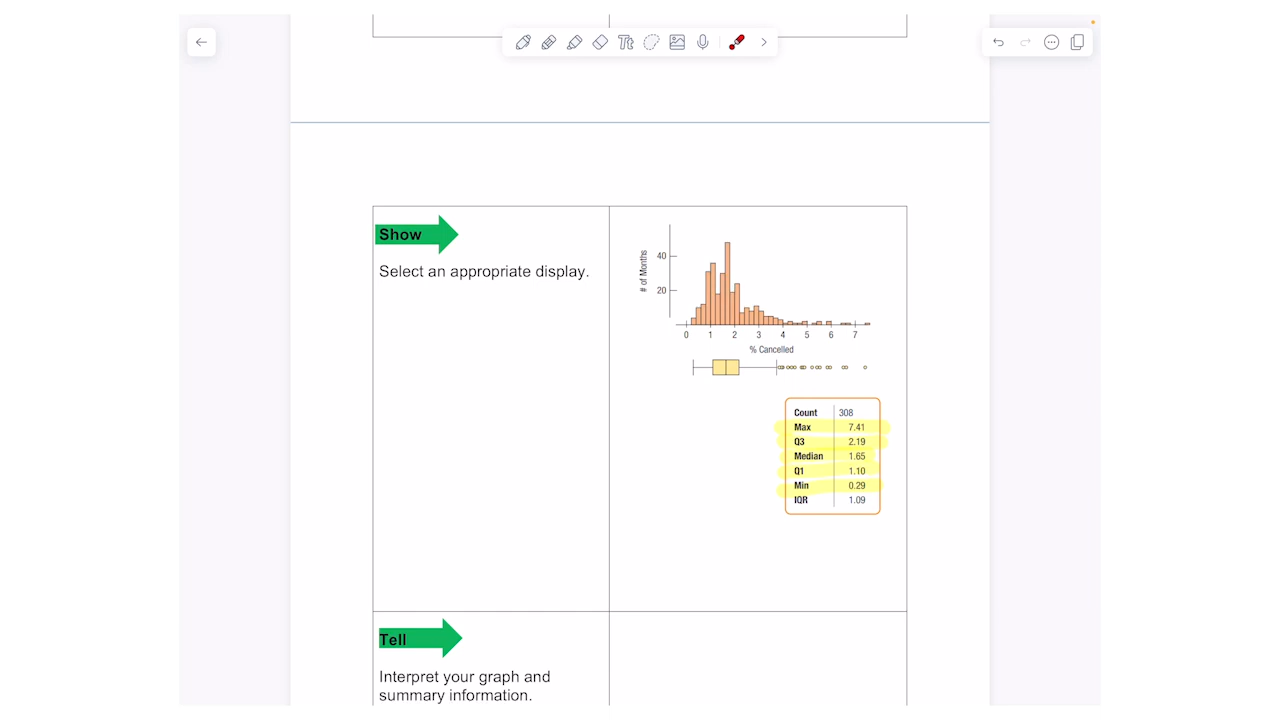 Show
Select an appropriate display.
# of Months
40
20
0 1 2 3 4 5 6 7
% Cancelled
Count 308
Max 7.41
Q3 2.19
Median 1.65
Q1 1.10
Min 0.29
IQR 1.09
Tell
Interpret your graph and
summary information.